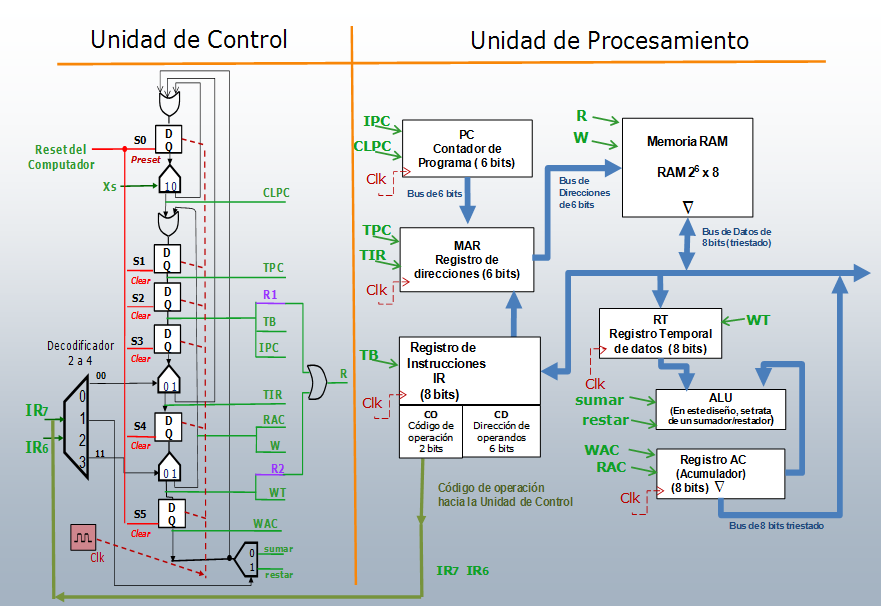 Unidad de Control
Unidad de Procesamiento
Reset del
Computador
S0
D
Q
Preset
Xs
1 0
CLPC
S1
D
Q
Clear
TPC
S2
D
Q
Clear
R1
TB
IPC
S3
D
Q
Clear
R
Decodificador
2 a 4
00
0
1
2
3
11
IR7
IR6
0 1
TIR
RAC
W
S4
D
Q
Clear
0 1
R2
WT
S5
D
Q
Clear
WAC
Clk
0
1
sumar
restar
IPC
CLPC
Clk
PC
Contador de
Programa ( 6 bits)
Bus de 6 bits
R
W
Memoria RAM
RAM 2⁶ x 8
∇
Bus de
Direcciones
de 6 bits
Bus de Datos de
8 bits (triestado)
TPC
TIR
Clk
MAR
Registro de
direcciones (6 bits)
TB
Clk
Registro de
Instrucciones
IR
(8 bits)
CO
Código de
operación
2 bits
CD
Dirección de
operandos
6 bits
RT
Registro Temporal
de datos (8 bits)
WT
Clk
sumar
restar
ALU
(En este diseño, se trata
de un sumador/restador)
WAC
RAC
Clk
Registro AC
(Acumulador)
(8 bits) ∇
Bus de 8 bits triestado
Código de operación
hacia la Unidad de Control
IR7 IR6